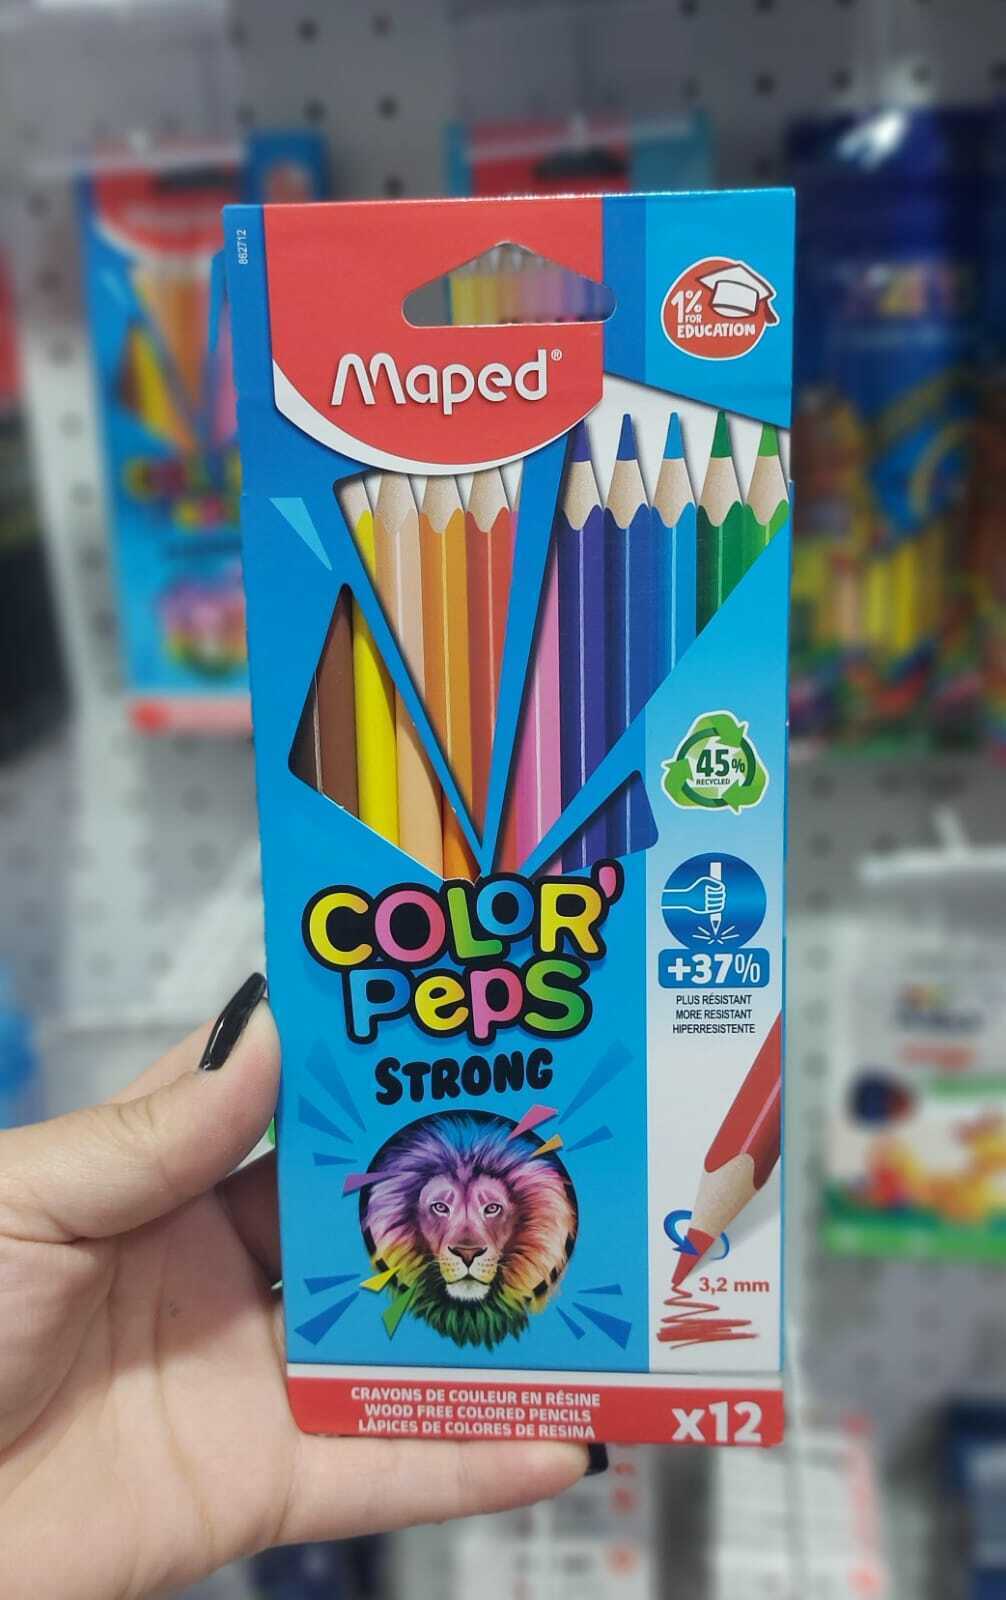 862712
Maped®
1%
FOR
EDUCATION
45%
RECYCLED
COLOR'
PePS
STRONG
+37%
PLUS RÉSISTANT
MORE RESISTANT
HIPERRESISTENTE
3,2 mm
CRAYONS DE COULEUR EN RÉSINE
WOOD FREE COLORED PENCILS
LÁPICES DE COLORES DE RESINA
x12